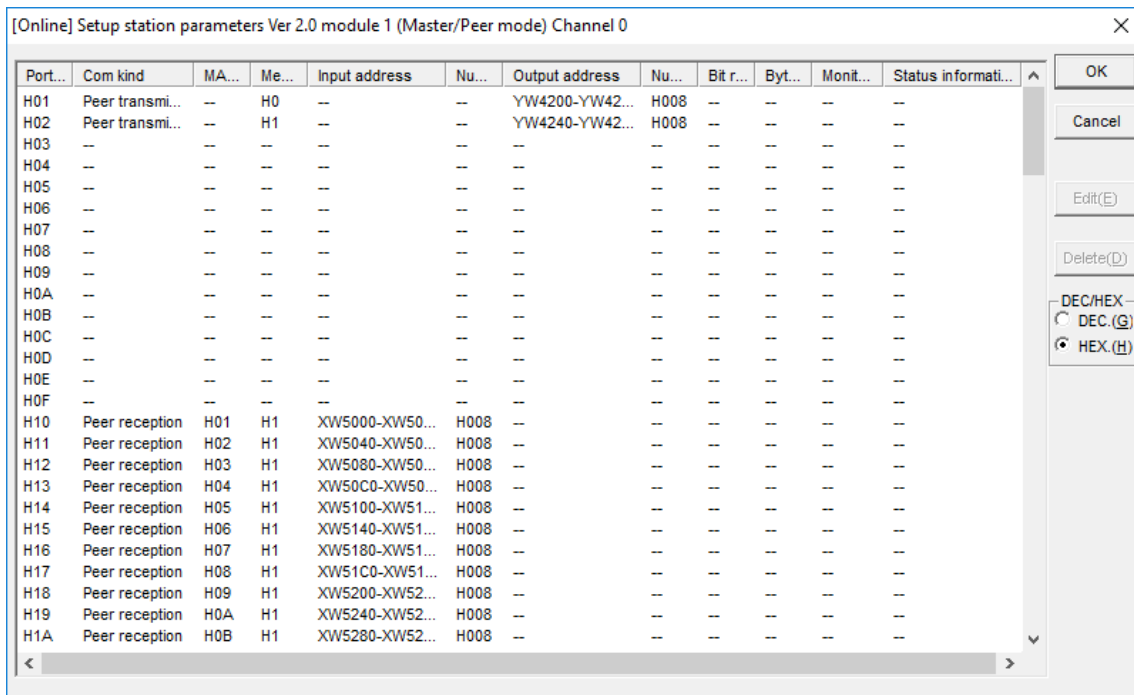 [Online] Setup station parameters Ver 2.0 module 1 (Master/Peer mode) Channel 0
Port... Com kind MA... Me... Input address Nu... Output address Nu... Bit r... Byt... Monit... Status informati...
H01 Peer transmi... -- H0 -- -- YW4200-YW42... H008 -- -- -- --
H02 Peer transmi... -- H1 -- -- YW4240-YW42... H008 -- -- -- --
H03 -- -- -- -- -- -- -- -- -- -- --
H04 -- -- -- -- -- -- -- -- -- -- --
H05 -- -- -- -- -- -- -- -- -- -- --
H06 -- -- -- -- -- -- -- -- -- -- --
H07 -- -- -- -- -- -- -- -- -- -- --
H08 -- -- -- -- -- -- -- -- -- -- --
H09 -- -- -- -- -- -- -- -- -- -- --
H0A -- -- -- -- -- -- -- -- -- -- --
H0B -- -- -- -- -- -- -- -- -- -- --
H0C -- -- -- -- -- -- -- -- -- -- --
H0D -- -- -- -- -- -- -- -- -- -- --
H0E -- -- -- -- -- -- -- -- -- -- --
H0F -- -- -- -- -- -- -- -- -- -- --
H10 Peer reception H01 H1 XW5000-XW50... H008 -- -- -- -- -- --
H11 Peer reception H02 H1 XW5040-XW50... H008 -- -- -- -- -- --
H12 Peer reception H03 H1 XW5080-XW50... H008 -- -- -- -- -- --
H13 Peer reception H04 H1 XW50C0-XW50... H008 -- -- -- -- -- --
H14 Peer reception H05 H1 XW5100-XW51... H008 -- -- -- -- -- --
H15 Peer reception H06 H1 XW5140-XW51... H008 -- -- -- -- -- --
H16 Peer reception H07 H1 XW5180-XW51... H008 -- -- -- -- -- --
H17 Peer reception H08 H1 XW51C0-XW51... H008 -- -- -- -- -- --
H18 Peer reception H09 H1 XW5200-XW52... H008 -- -- -- -- -- --
H19 Peer reception H0A H1 XW5240-XW52... H008 -- -- -- -- -- --
H1A Peer reception H0B H1 XW5280-XW52... H008 -- -- -- -- -- --
OK
Cancel
Edit(E)
Delete(D)
DEC/HEX
DEC.(G)
HEX.(H)